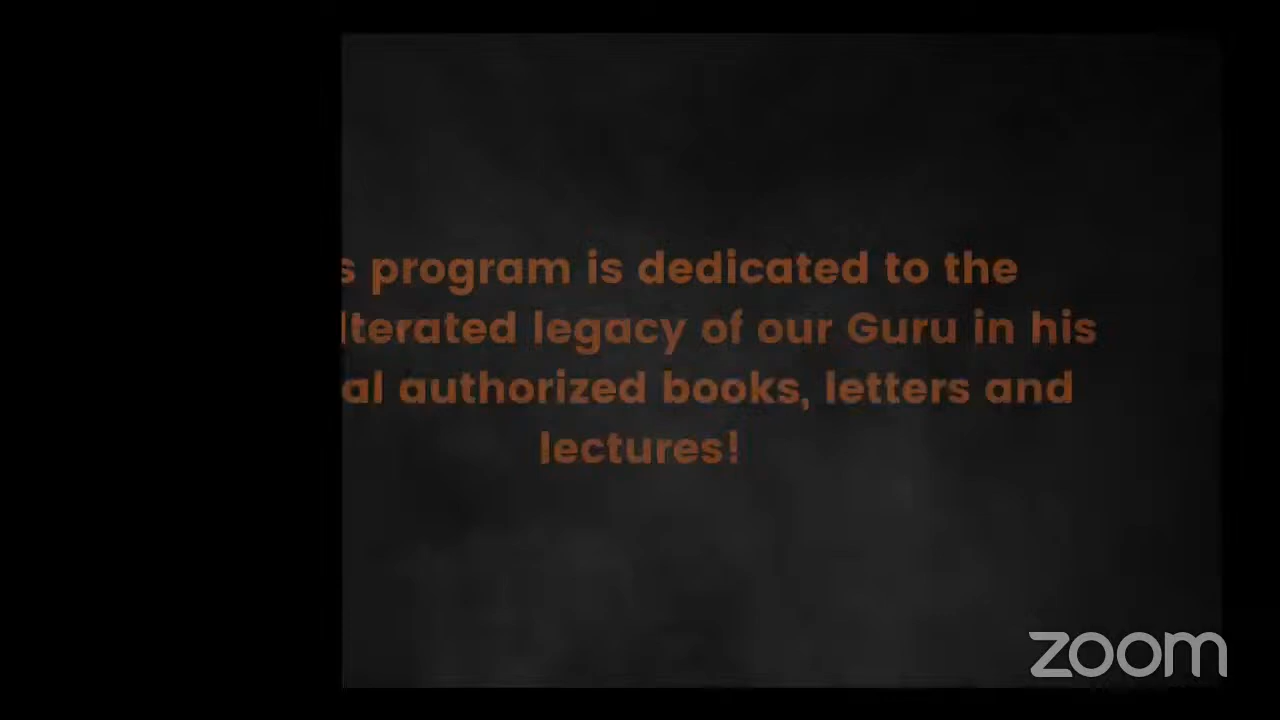 s program is dedicated to the
lterated legacy of our Guru in his
al authorized books, letters and
lectures!
zoom